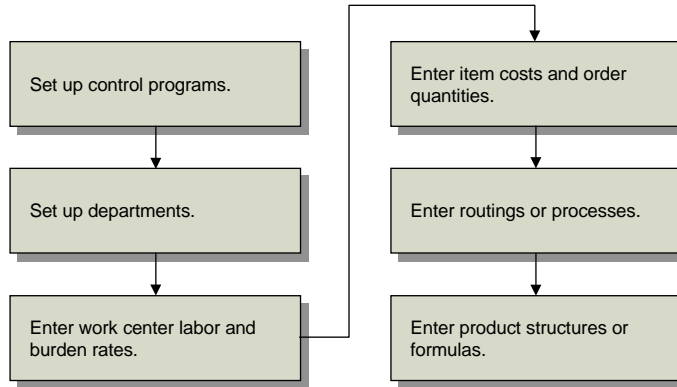 Set up control programs.
Set up departments.
Enter work center labor and
burden rates.
Enter item costs and order
quantities.
Enter routings or processes.
Enter product structures or
formulas.